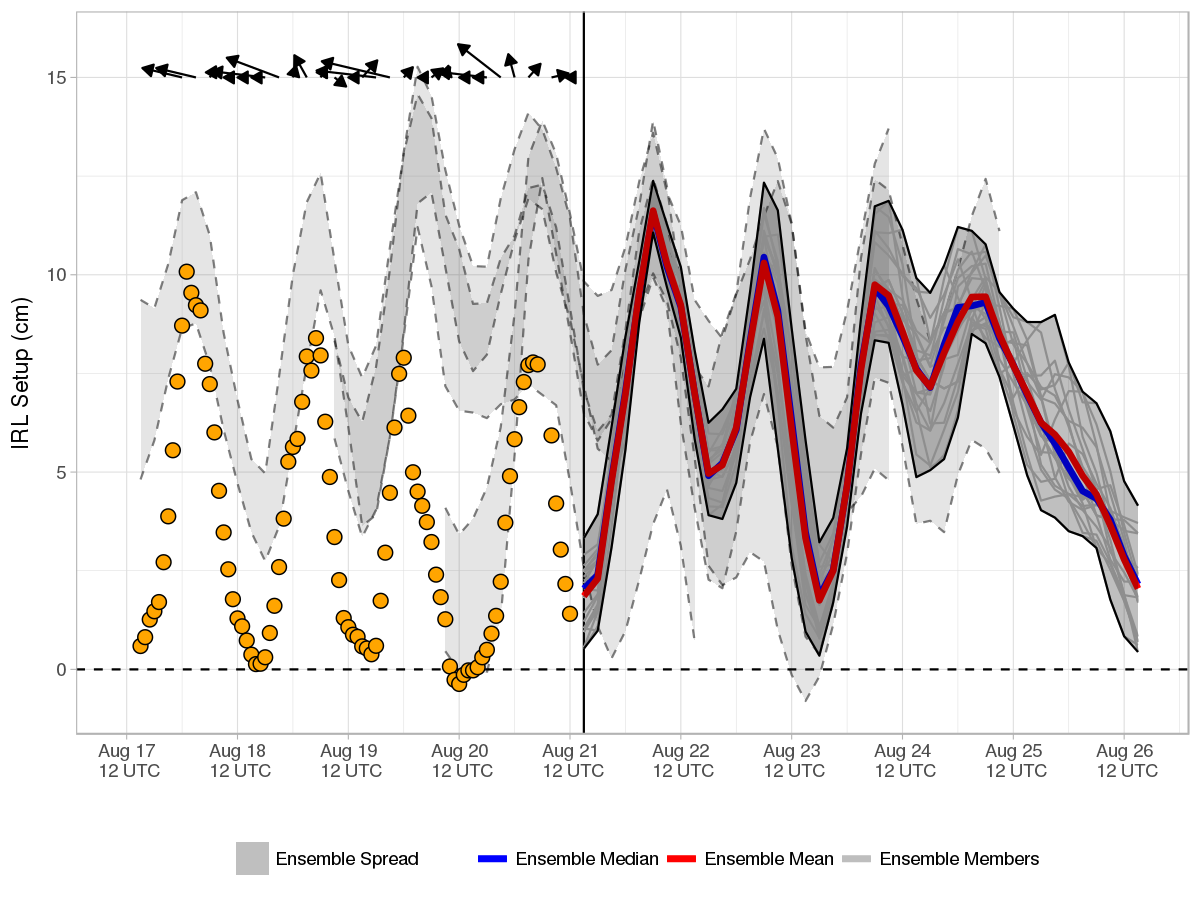 IRL Setup (cm)
15
10
5
0
Aug 17 Aug 18 Aug 19 Aug 20 Aug 21 Aug 22 Aug 23 Aug 24 Aug 25 Aug 26
12 UTC 12 UTC 12 UTC 12 UTC 12 UTC 12 UTC 12 UTC 12 UTC 12 UTC 12 UTC
Ensemble Spread Ensemble Median Ensemble Mean Ensemble Members